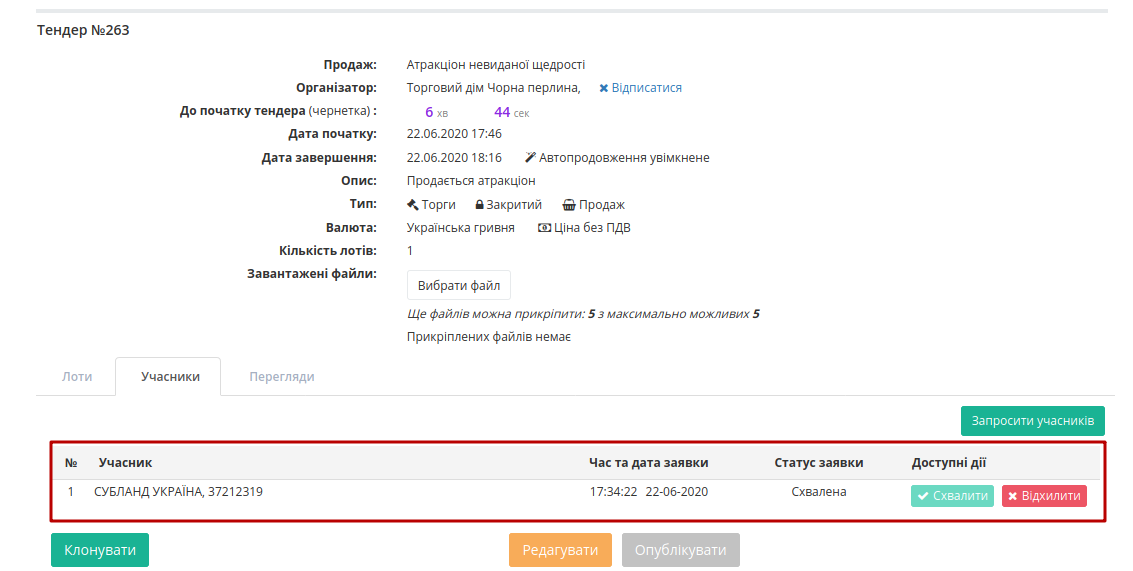 Тендер №263
Продаж: Атракціон невиданої щедрості
Організатор: Торговий дім Чорна перлина, Відписатися
До початку тендера (чернетка) : 6 хв 44 сек
Дата початку: 22.06.2020 17:46
Дата завершення: 22.06.2020 18:16 Автопродовження увімкнене
Опис: Продається атракціон
Тип: Торги Закритий Продаж
Валюта: Українська гривня Ціна без ПДВ
Кількість лотів: 1
Завантажені файли: Вибрати файл
Ще файлів можна прикріпити: 5 з максимально можливих 5
Прикріплених файлів немає
Лоти Учасники Перегляди
Запросити учасників
№ Учасник Час та дата заявки Статус заявки Доступні дії
1 СУБЛАНД УКРАЇНА, 37212319 17:34:22 22-06-2020 Схвалена Схвалити Відхилити
Клонувати Редагувати Опублікувати